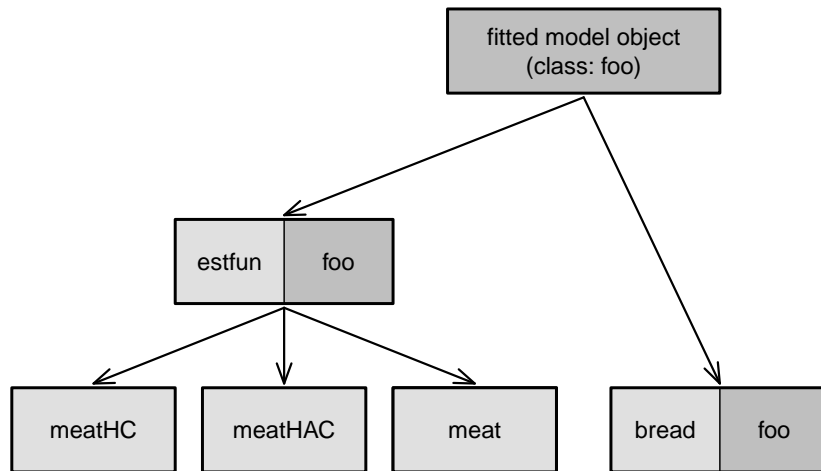 fitted model object
(class: foo)
estfun foo
meatHC meatHAC meat bread foo